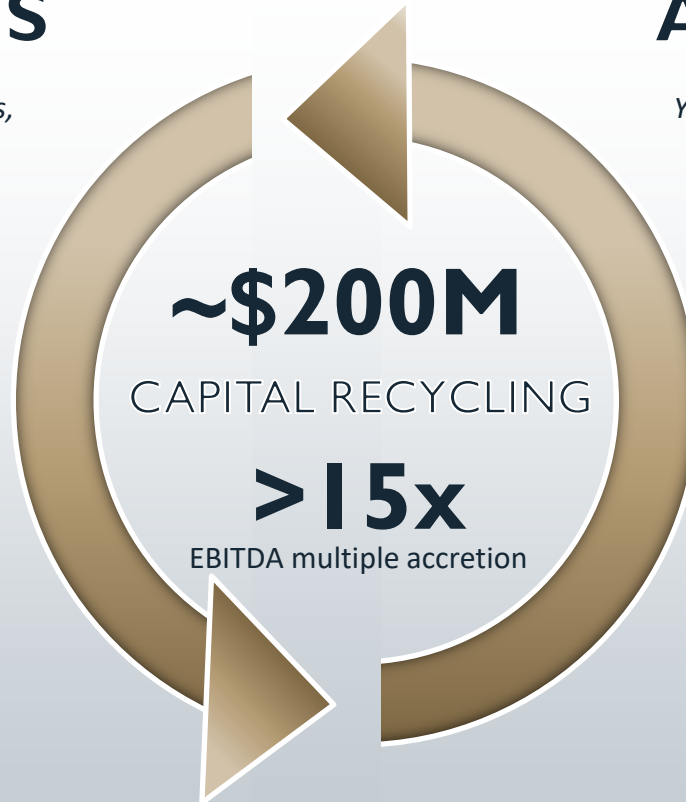 S
A
s,
Y
~$200M
CAPITAL RECYCLING
>15x
EBITDA multiple accretion